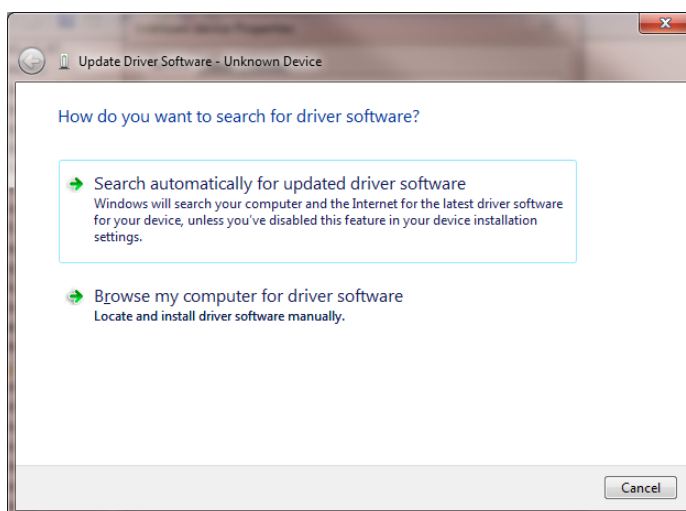 Update Driver Software - Unknown Device
How do you want to search for driver software?
Search automatically for updated driver software
Windows will search your computer and the Internet for the latest driver software
for your device, unless you've disabled this feature in your device installation
settings.
Browse my computer for driver software
Locate and install driver software manually.
Cancel